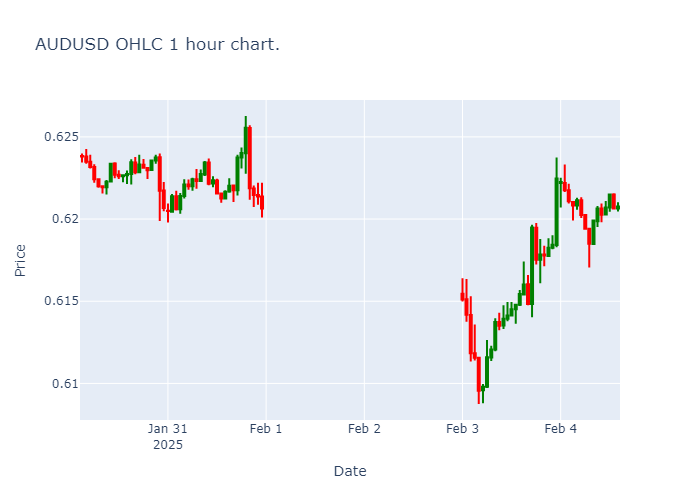 AUDUSD OHLC 1 hour chart.
Price
0.625
0.62
0.615
0.61
Jan 31
2025
Feb 1
Feb 2
Feb 3
Feb 4
Date